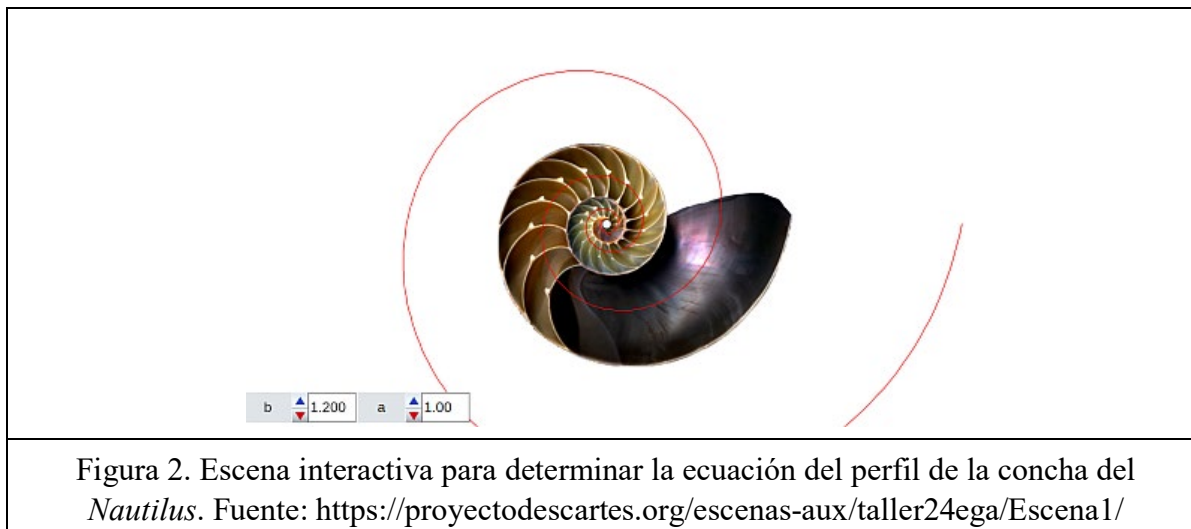 b 1.200 a 1.00
Figura 2. Escena interactiva para determinar la ecuación del perfil de la concha del
Nautilus. Fuente: https://proyectodescartes.org/escenas-aux/taller24ega/Escena1/